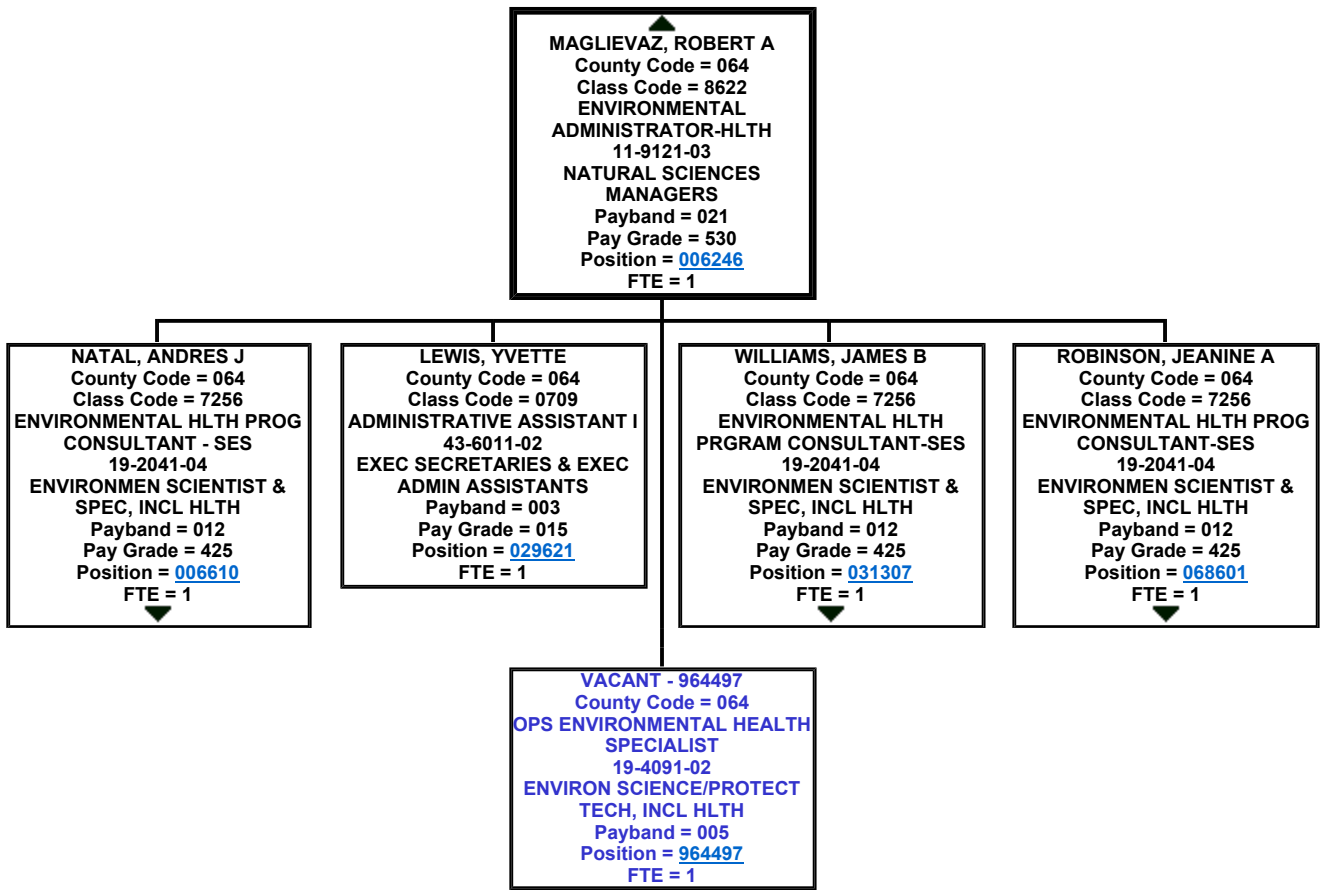 MAGLIEVAZ, ROBERT A
County Code = 064
Class Code = 8622
ENVIRONMENTAL
ADMINISTRATOR-HLTH
11-9121-03
NATURAL SCIENCES
MANAGERS
Payband = 021
Pay Grade = 530
Position = 006246
FTE = 1
NATAL, ANDRES J
County Code = 064
Class Code = 7256
ENVIRONMENTAL HLTH PROG
CONSULTANT - SES
19-2041-04
ENVIRONMEN SCIENTIST &
SPEC, INCL HLTH
Payband = 012
Pay Grade = 425
Position = 006610
FTE = 1
LEWIS, YVETTE
County Code = 064
Class Code = 0709
ADMINISTRATIVE ASSISTANT I
43-6011-02
EXEC SECRETARIES & EXEC
ADMIN ASSISTANTS
Payband = 003
Pay Grade = 015
Position = 029621
FTE = 1
WILLIAMS, JAMES B
County Code = 064
Class Code = 7256
ENVIRONMENTAL HLTH
PRGRAM CONSULTANT-SES
19-2041-04
ENVIRONMEN SCIENTIST &
SPEC, INCL HLTH
Payband = 012
Pay Grade = 425
Position = 031307
FTE = 1
ROBINSON, JEANINE A
County Code = 064
Class Code = 7256
ENVIRONMENTAL HLTH PROG
CONSULTANT-SES
19-2041-04
ENVIRONMEN SCIENTIST &
SPEC, INCL HLTH
Payband = 012
Pay Grade = 425
Position = 068601
FTE = 1
VACANT - 964497
County Code = 064
OPS ENVIRONMENTAL HEALTH
SPECIALIST
19-4091-02
ENVIRON SCIENCE/PROTECT
TECH, INCL HLTH
Payband = 005
Position = 964497
FTE = 1